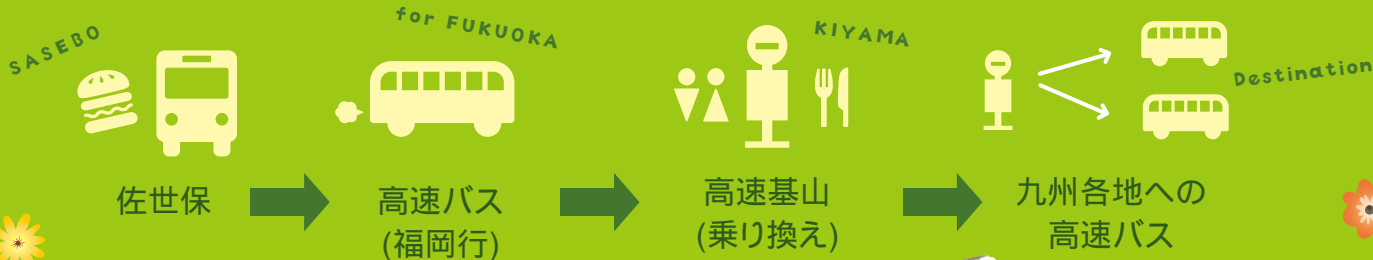 SASEBO
for FUKUOKA
KIYAMA
Destination
佐世保
高速バス
(福岡行)
高速基山
(乗り換え)
九州各地への
高速バス